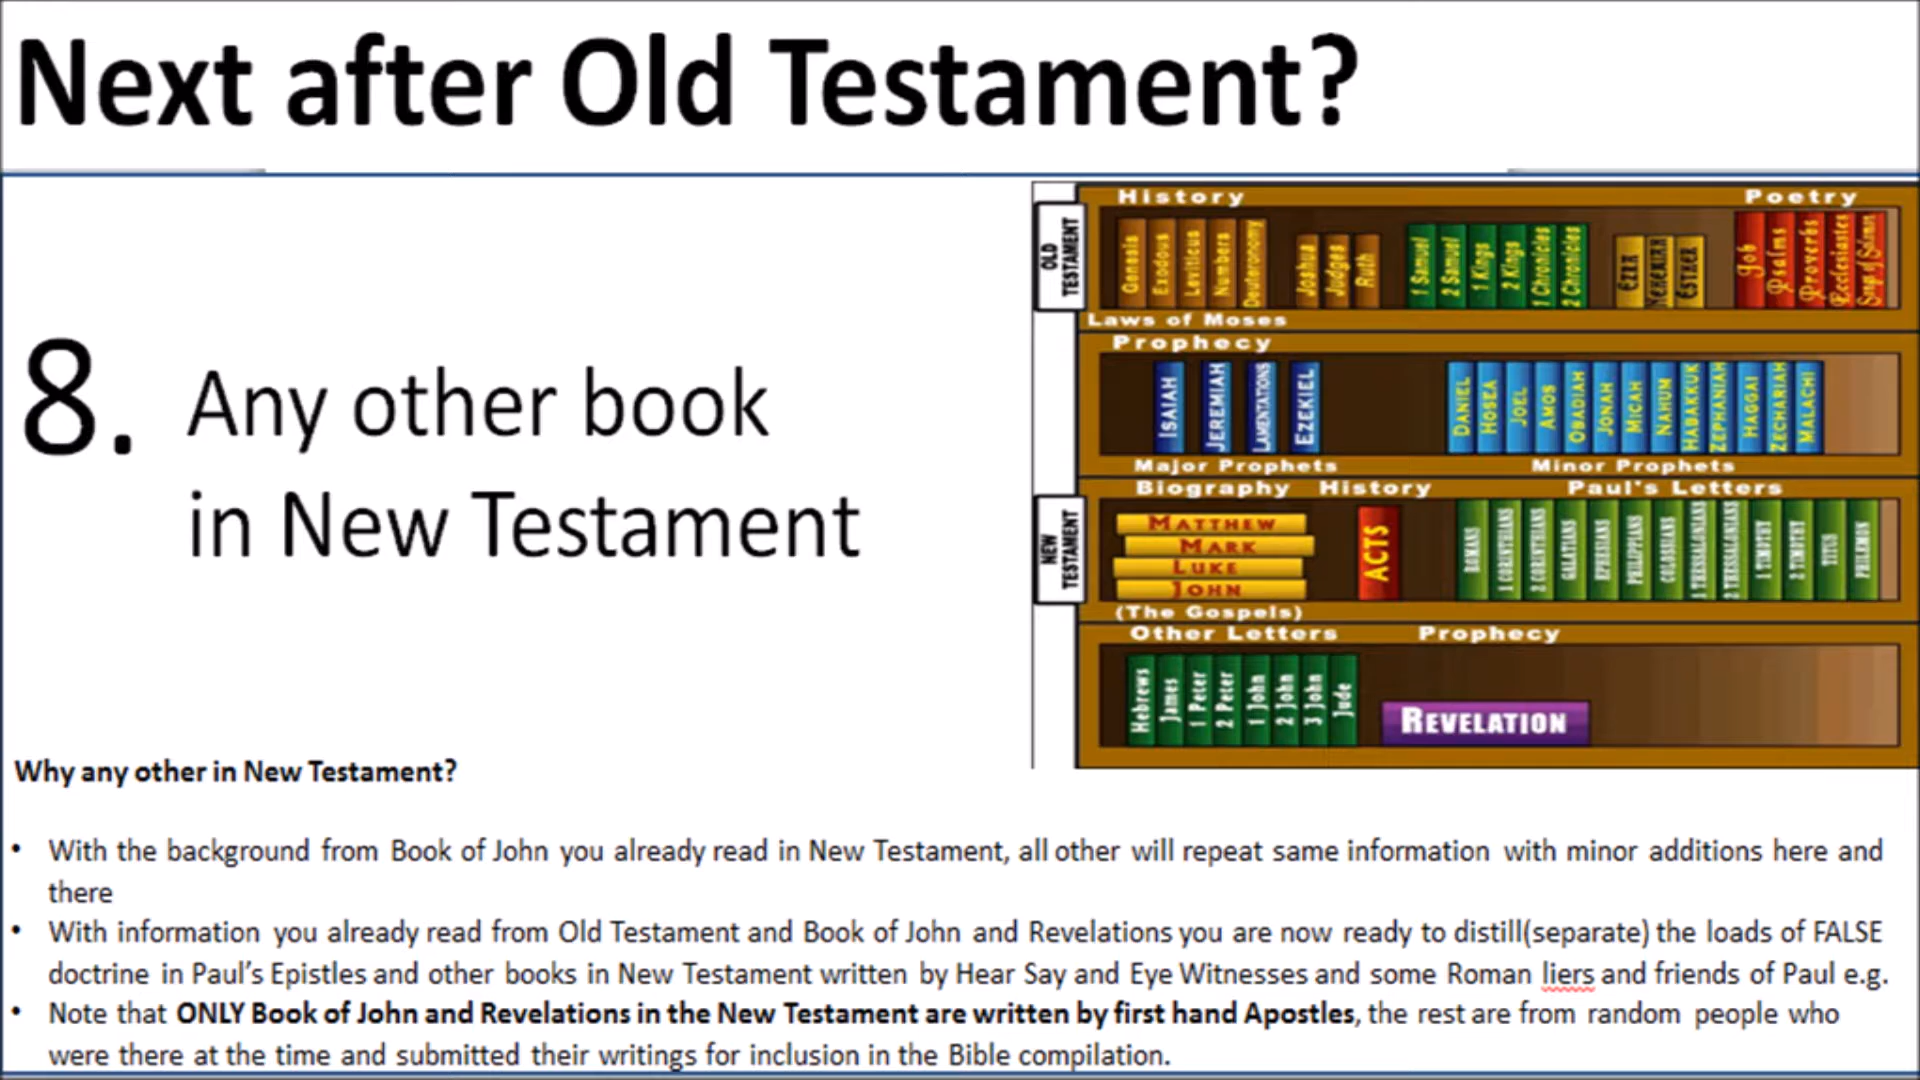 Next after Old Testament?
8. Any other book
in New Testament
OLD TESTAMENT
History
Poetry
Genesis Exodous Leviticus Numbers Deuteronomy Joshua Judges Ruth 1 Samuel 2 Samuel 1 Kings 2 Kings 1 Chronicles 2 Chronicles Ezra Nehemiah Esther Job Psalms Proverbs Ecclesiastes Song of Solomon
Laws of Moses
Prophecy
ISAIAH JEREMIAH LAMENTATIONS EZEKIEL DANIEL HOSEA JOEL AMOS OBADIAH JONAH MICAH NAHUM HABAKKUK ZEPHANIAH HAGGAI ZECHARIAH MALACHI
Major Prophets
Minor Prophets
NEW TESTAMENT
Biography
History
Paul's Letters
MATTHEW
MARK
LUKE
JOHN
ACTS
ROMANS 1 CORINTHIANS 2 CORINTHIANS GALATIANS EPHESIANS PHILIPPIANS COLOSSIANS 1 THESSALONIANS 2 THESSALONIANS 1 TIMOTHY 2 TIMOTHY TITUS PHILEMON
(The Gospels)
Other Letters
Prophecy
Hebrews James 1 Peter 2 Peter 1 John 2 John 3 John Jude
REVELATION
Why any other in New Testament?
• With the background from Book of John you already read in New Testament, all other will repeat same information with minor additions here and
there
• With information you already read from Old Testament and Book of John and Revelations you are now ready to distill(separate) the loads of FALSE
doctrine in Paul's Epistles and other books in New Testament written by Hear Say and Eye Witnesses and some Roman liers and friends of Paul e.g.
• Note that ONLY Book of John and Revelations in the New Testament are written by first hand Apostles, the rest are from random people who
were there at the time and submitted their writings for inclusion in the Bible compilation.